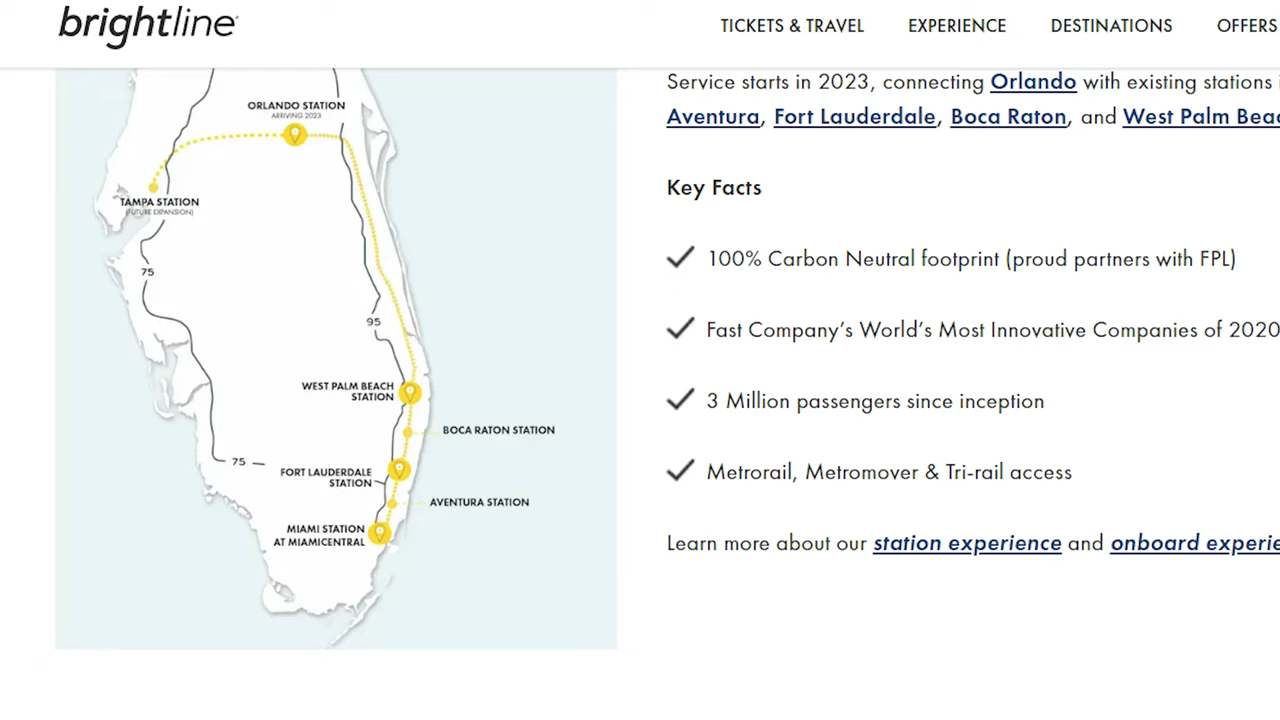 brightline
TICKETS & TRAVEL
EXPERIENCE
DESTINATIONS
OFFERS
ORLANDO STATION
ARRIVING 2023
TAMPA STATION
(FUTURE EXPANSION)
75
95
WEST PALM BEACH
STATION
BOCA RATON STATION
75
FORT LAUDERDALE
STATION
AVENTURA STATION
MIAMI STATION
AT MIAMICENTRAL
Service starts in 2023, connecting Orlando with existing stations
Aventura, Fort Lauderdale, Boca Raton, and West Palm
Key Facts
100% Carbon Neutral footprint (proud partners with FPL)
Fast Company's World's Most Innovative Companies of 2020
3 Million passengers since inception
Metrorail, Metromover & Tri-rail access
Learn more about our station experience and onboard